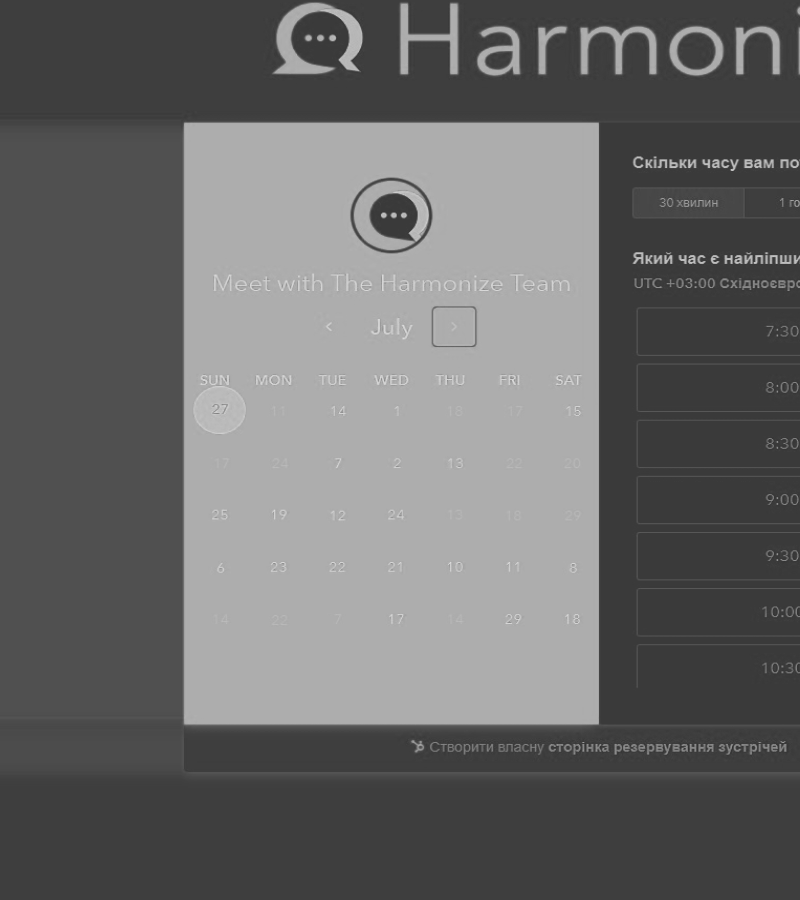 Harmoni
Meet with The Harmonize Team
July
SUN MON TUE WED THU FRI SAT
27 11 14 1 13 17 15
17 24 7 2 13 22 20
25 19 12 24 13 18 29
6 23 22 21 10 11 8
14 22 7 17 14 29 18
Скільки часу вам по
30 хвилин 1 го
Який час є найліпши
UTC +03:00 Східноєвро
7:30
8:00
8:30
9:00
9:30
10:00
10:30
Створити власну сторінка резервування зустрічей